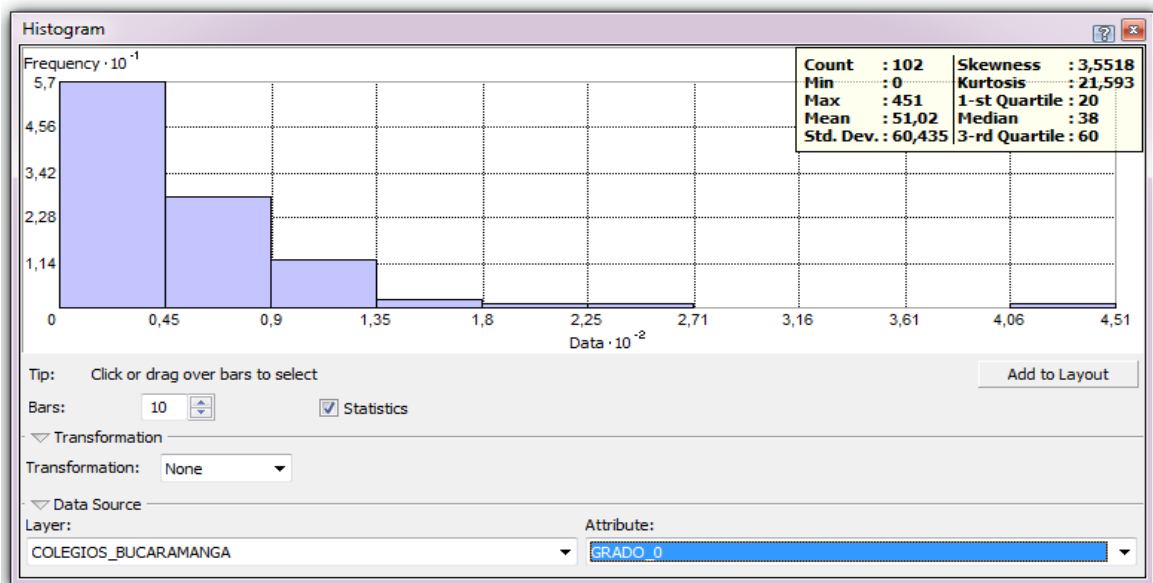 Histogram
Frequency · 10 -1
Count : 102 Skewness : 3,5518
Min : 0 Kurtosis : 21,593
Max : 451 1-st Quartile : 20
Mean : 51,02 Median : 38
Std. Dev. : 60,435 3-rd Quartile : 60
5,7
4,56
3,42
2,28
1,14
0 0,45 0,9 1,35 1,8 2,25 2,71 3,16 3,61 4,06 4,51
Data · 10 -2
Tip: Click or drag over bars to select Add to Layout
Bars: 10 Statistics
Transformation
Transformation: None
Data Source
Layer: Attribute:
COLEGIOS_BUCARAMANGA GRADO_0